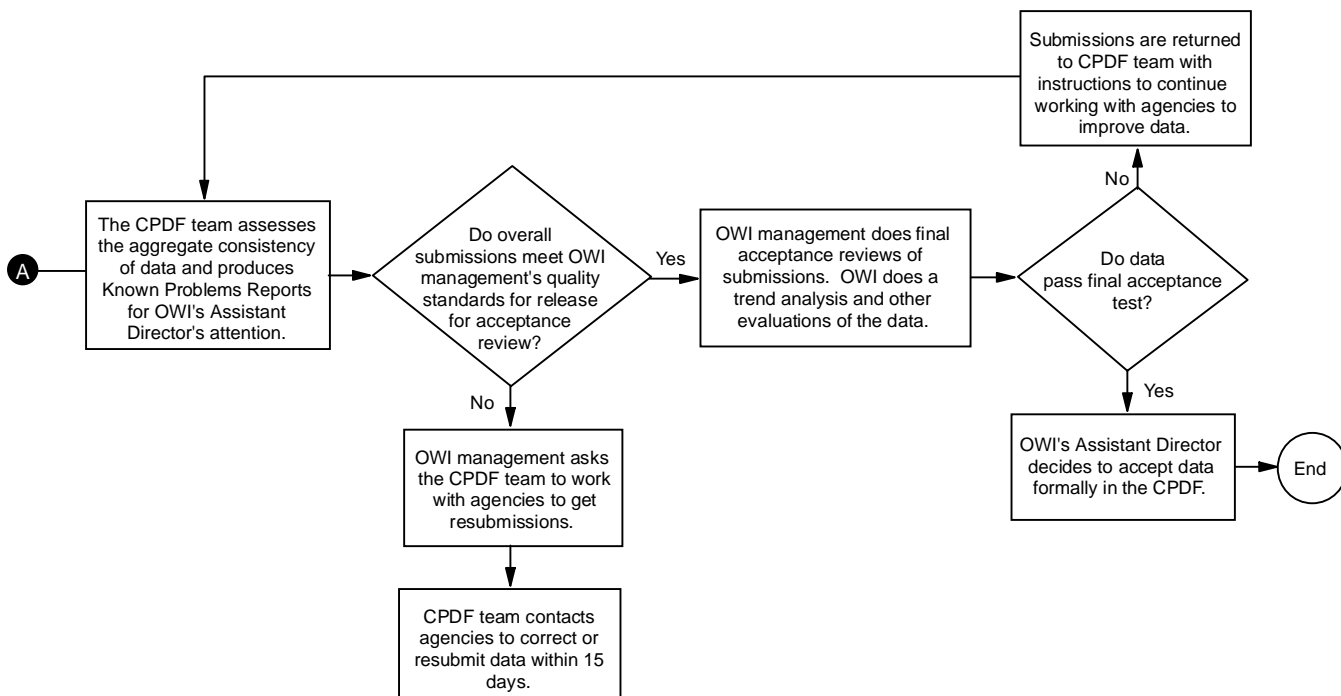 A
The CPDF team assesses
the aggregate consistency
of data and produces
Known Problems Reports
for OWI's Assistant
Director's attention.
Do overall
submissions meet OWI
management's quality
standards for release
for acceptance
review?
Yes
No
OWI management asks
the CPDF team to work
with agencies to get
resubmissions.
CPDF team contacts
agencies to correct or
resubmit data within 15
days.
OWI management does final
acceptance reviews of
submissions. OWI does a
trend analysis and other
evaluations of the data.
Do data
pass final acceptance
test?
No
Submissions are returned
to CPDF team with
instructions to continue
working with agencies to
improve data.
Yes
OWI's Assistant Director
decides to accept data
formally in the CPDF.
End